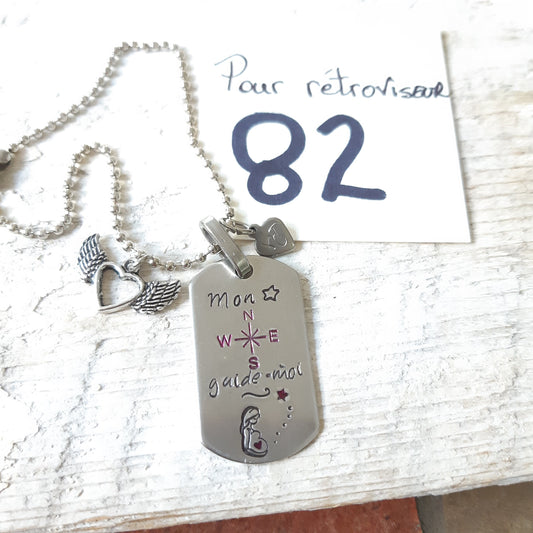 Pour rétroviseur
82
Mon
N
W E
S
guide-moi